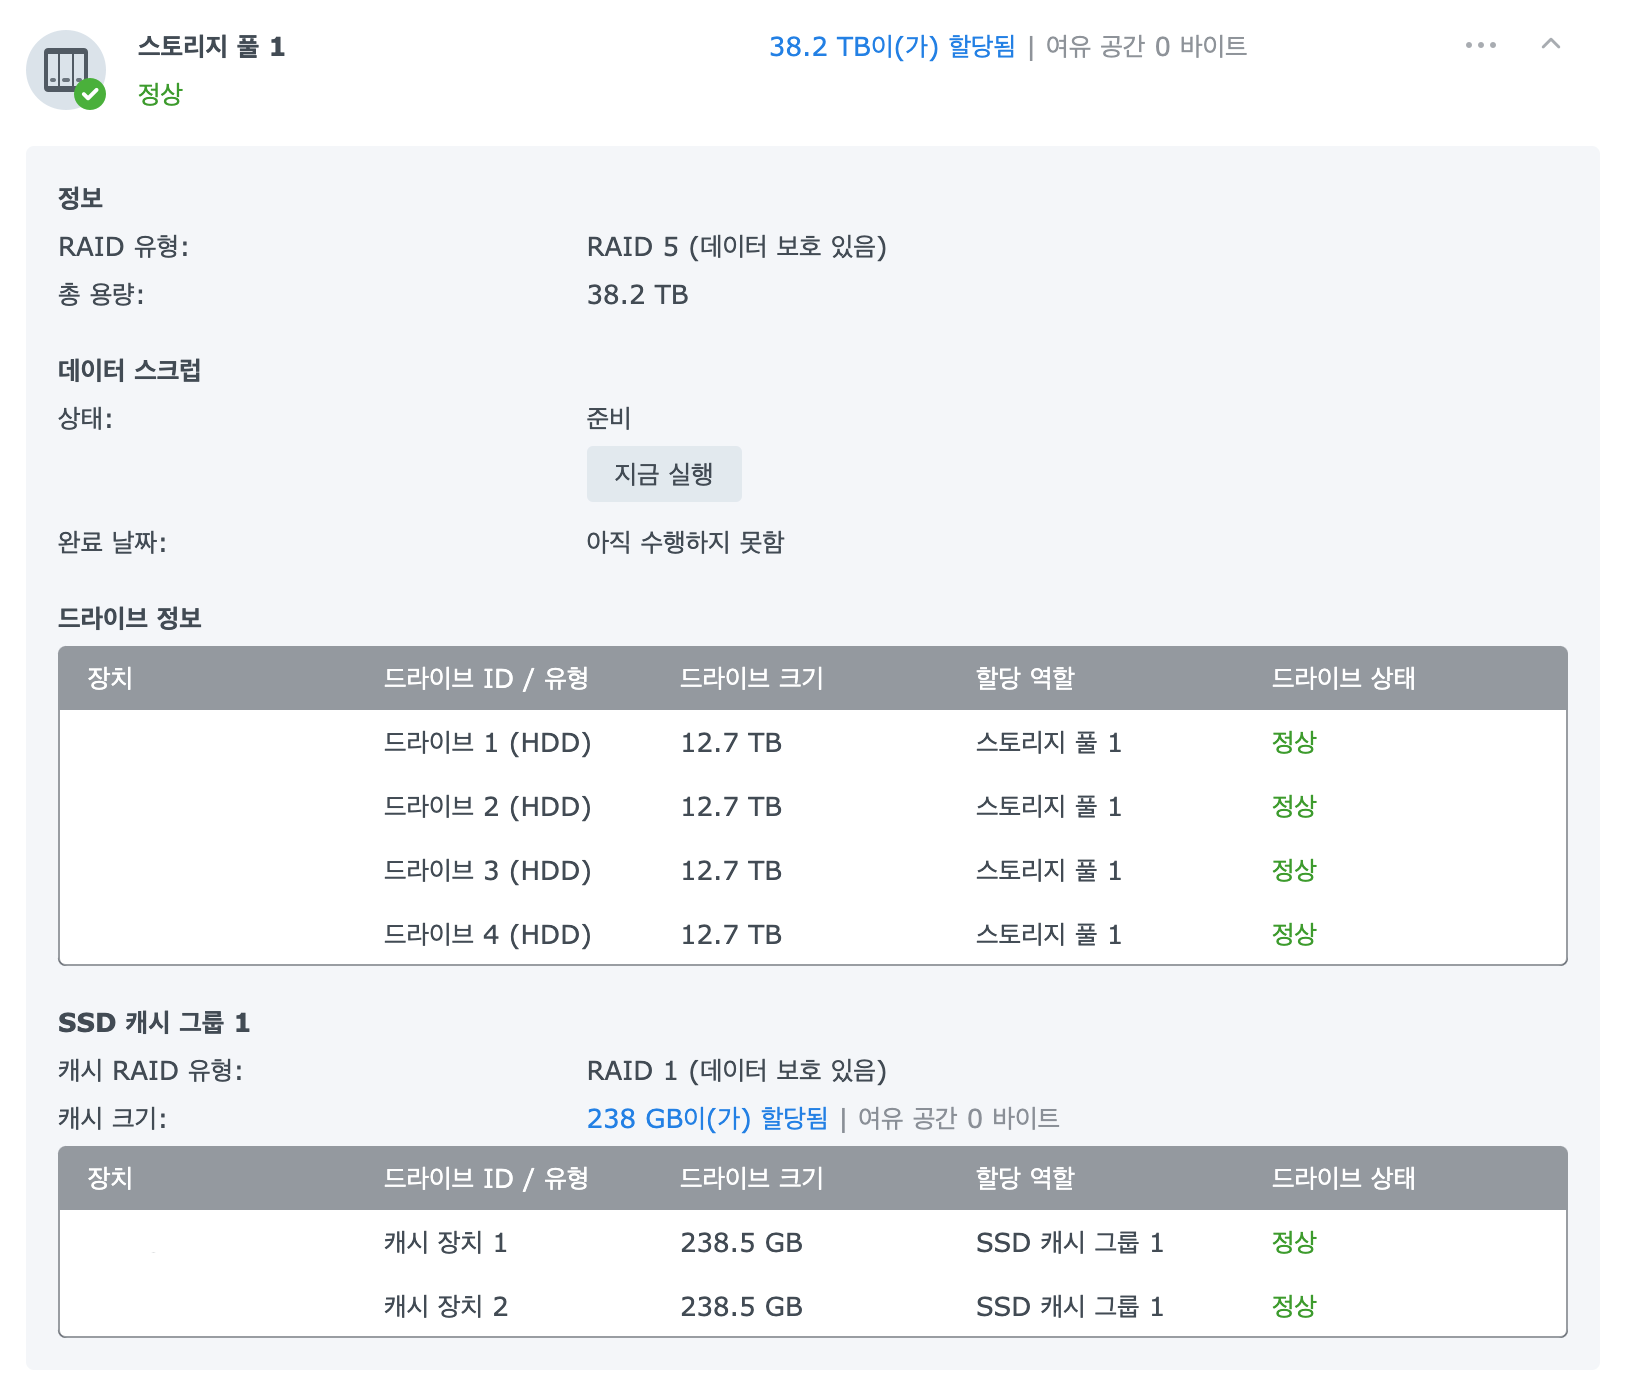 스토리지 풀 1
38.2 TB이(가) 할당됨 | 여유 공간 0 바이트
정상
정보
RAID 유형: RAID 5 (데이터 보호 있음)
총 용량: 38.2 TB
데이터 스크럽
상태: 준비
지금 실행
완료 날짜: 아직 수행하지 못함
드라이브 정보
장치 드라이브 ID / 유형 드라이브 크기 할당 역할 드라이브 상태
드라이브 1 (HDD) 12.7 TB 스토리지 풀 1 정상
드라이브 2 (HDD) 12.7 TB 스토리지 풀 1 정상
드라이브 3 (HDD) 12.7 TB 스토리지 풀 1 정상
드라이브 4 (HDD) 12.7 TB 스토리지 풀 1 정상
SSD 캐시 그룹 1
캐시 RAID 유형: RAID 1 (데이터 보호 있음)
캐시 크기: 238 GB이(가) 할당됨 | 여유 공간 0 바이트
장치 드라이브 ID / 유형 드라이브 크기 할당 역할 드라이브 상태
캐시 장치 1 238.5 GB SSD 캐시 그룹 1 정상
캐시 장치 2 238.5 GB SSD 캐시 그룹 1 정상